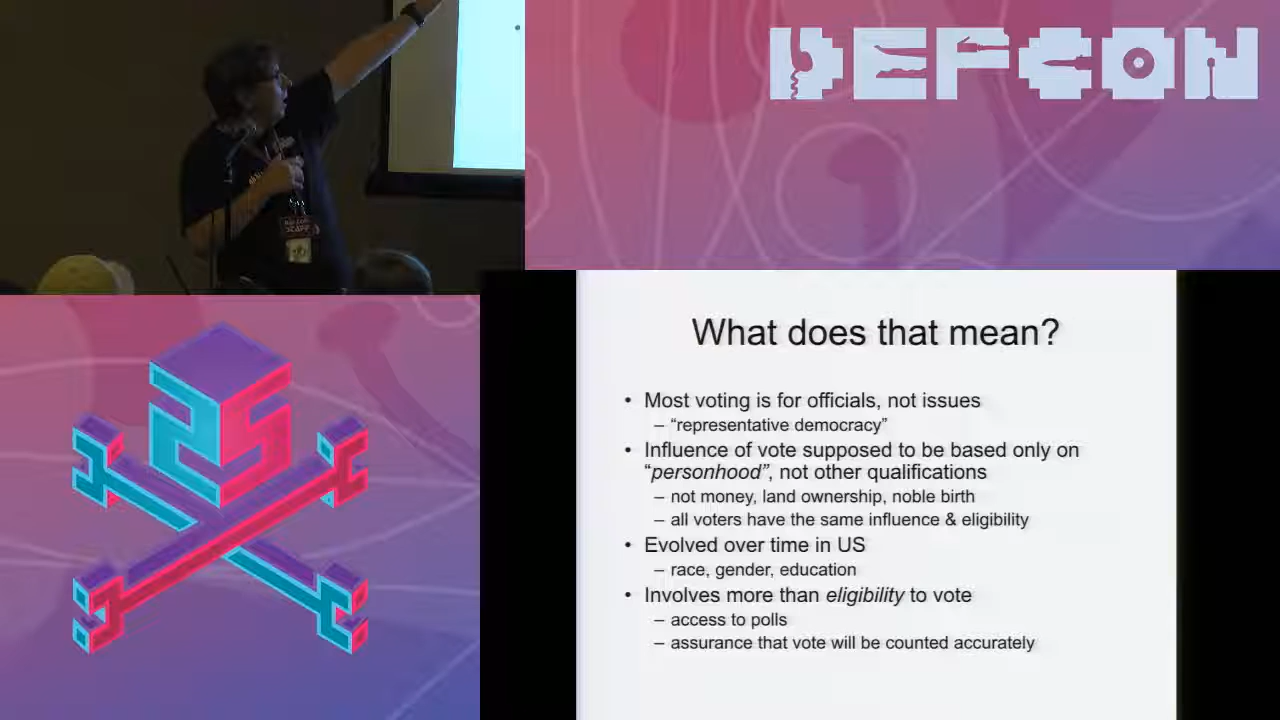 DEFCON
25
What does that mean?
• Most voting is for officials, not issues
– “representative democracy”
• Influence of vote supposed to be based only on
“personhood”, not other qualifications
– not money, land ownership, noble birth
– all voters have the same influence & eligibility
• Evolved over time in US
– race, gender, education
• Involves more than eligibility to vote
– access to polls
– assurance that vote will be counted accurately